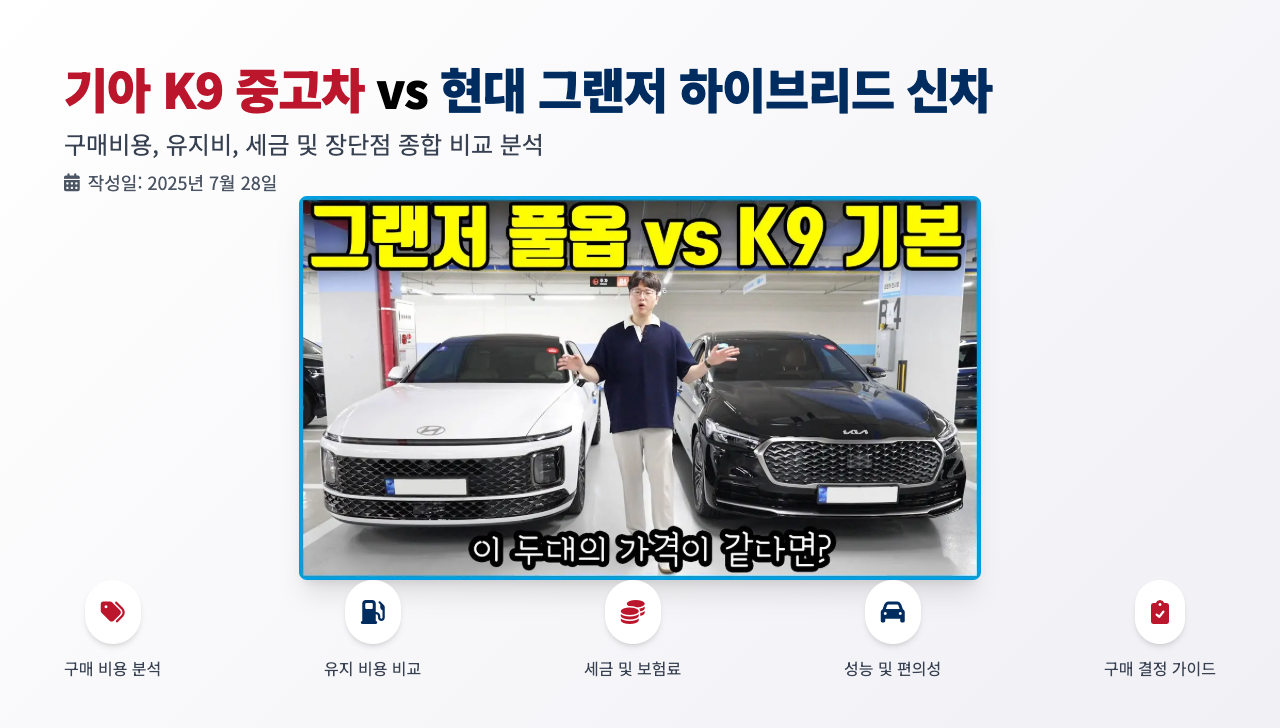 기아 K9 중고차 vs 현대 그랜저 하이브리드 신차
구매비용, 유지비, 세금 및 장단점 종합 비교 분석
작성일: 2025년 7월 28일
그랜저 풀옵 vs K9 기본
이 두대의 가격이 같다면?
구매 비용 분석
유지 비용 비교
세금 및 보험료
성능 및 편의성
구매 결정 가이드